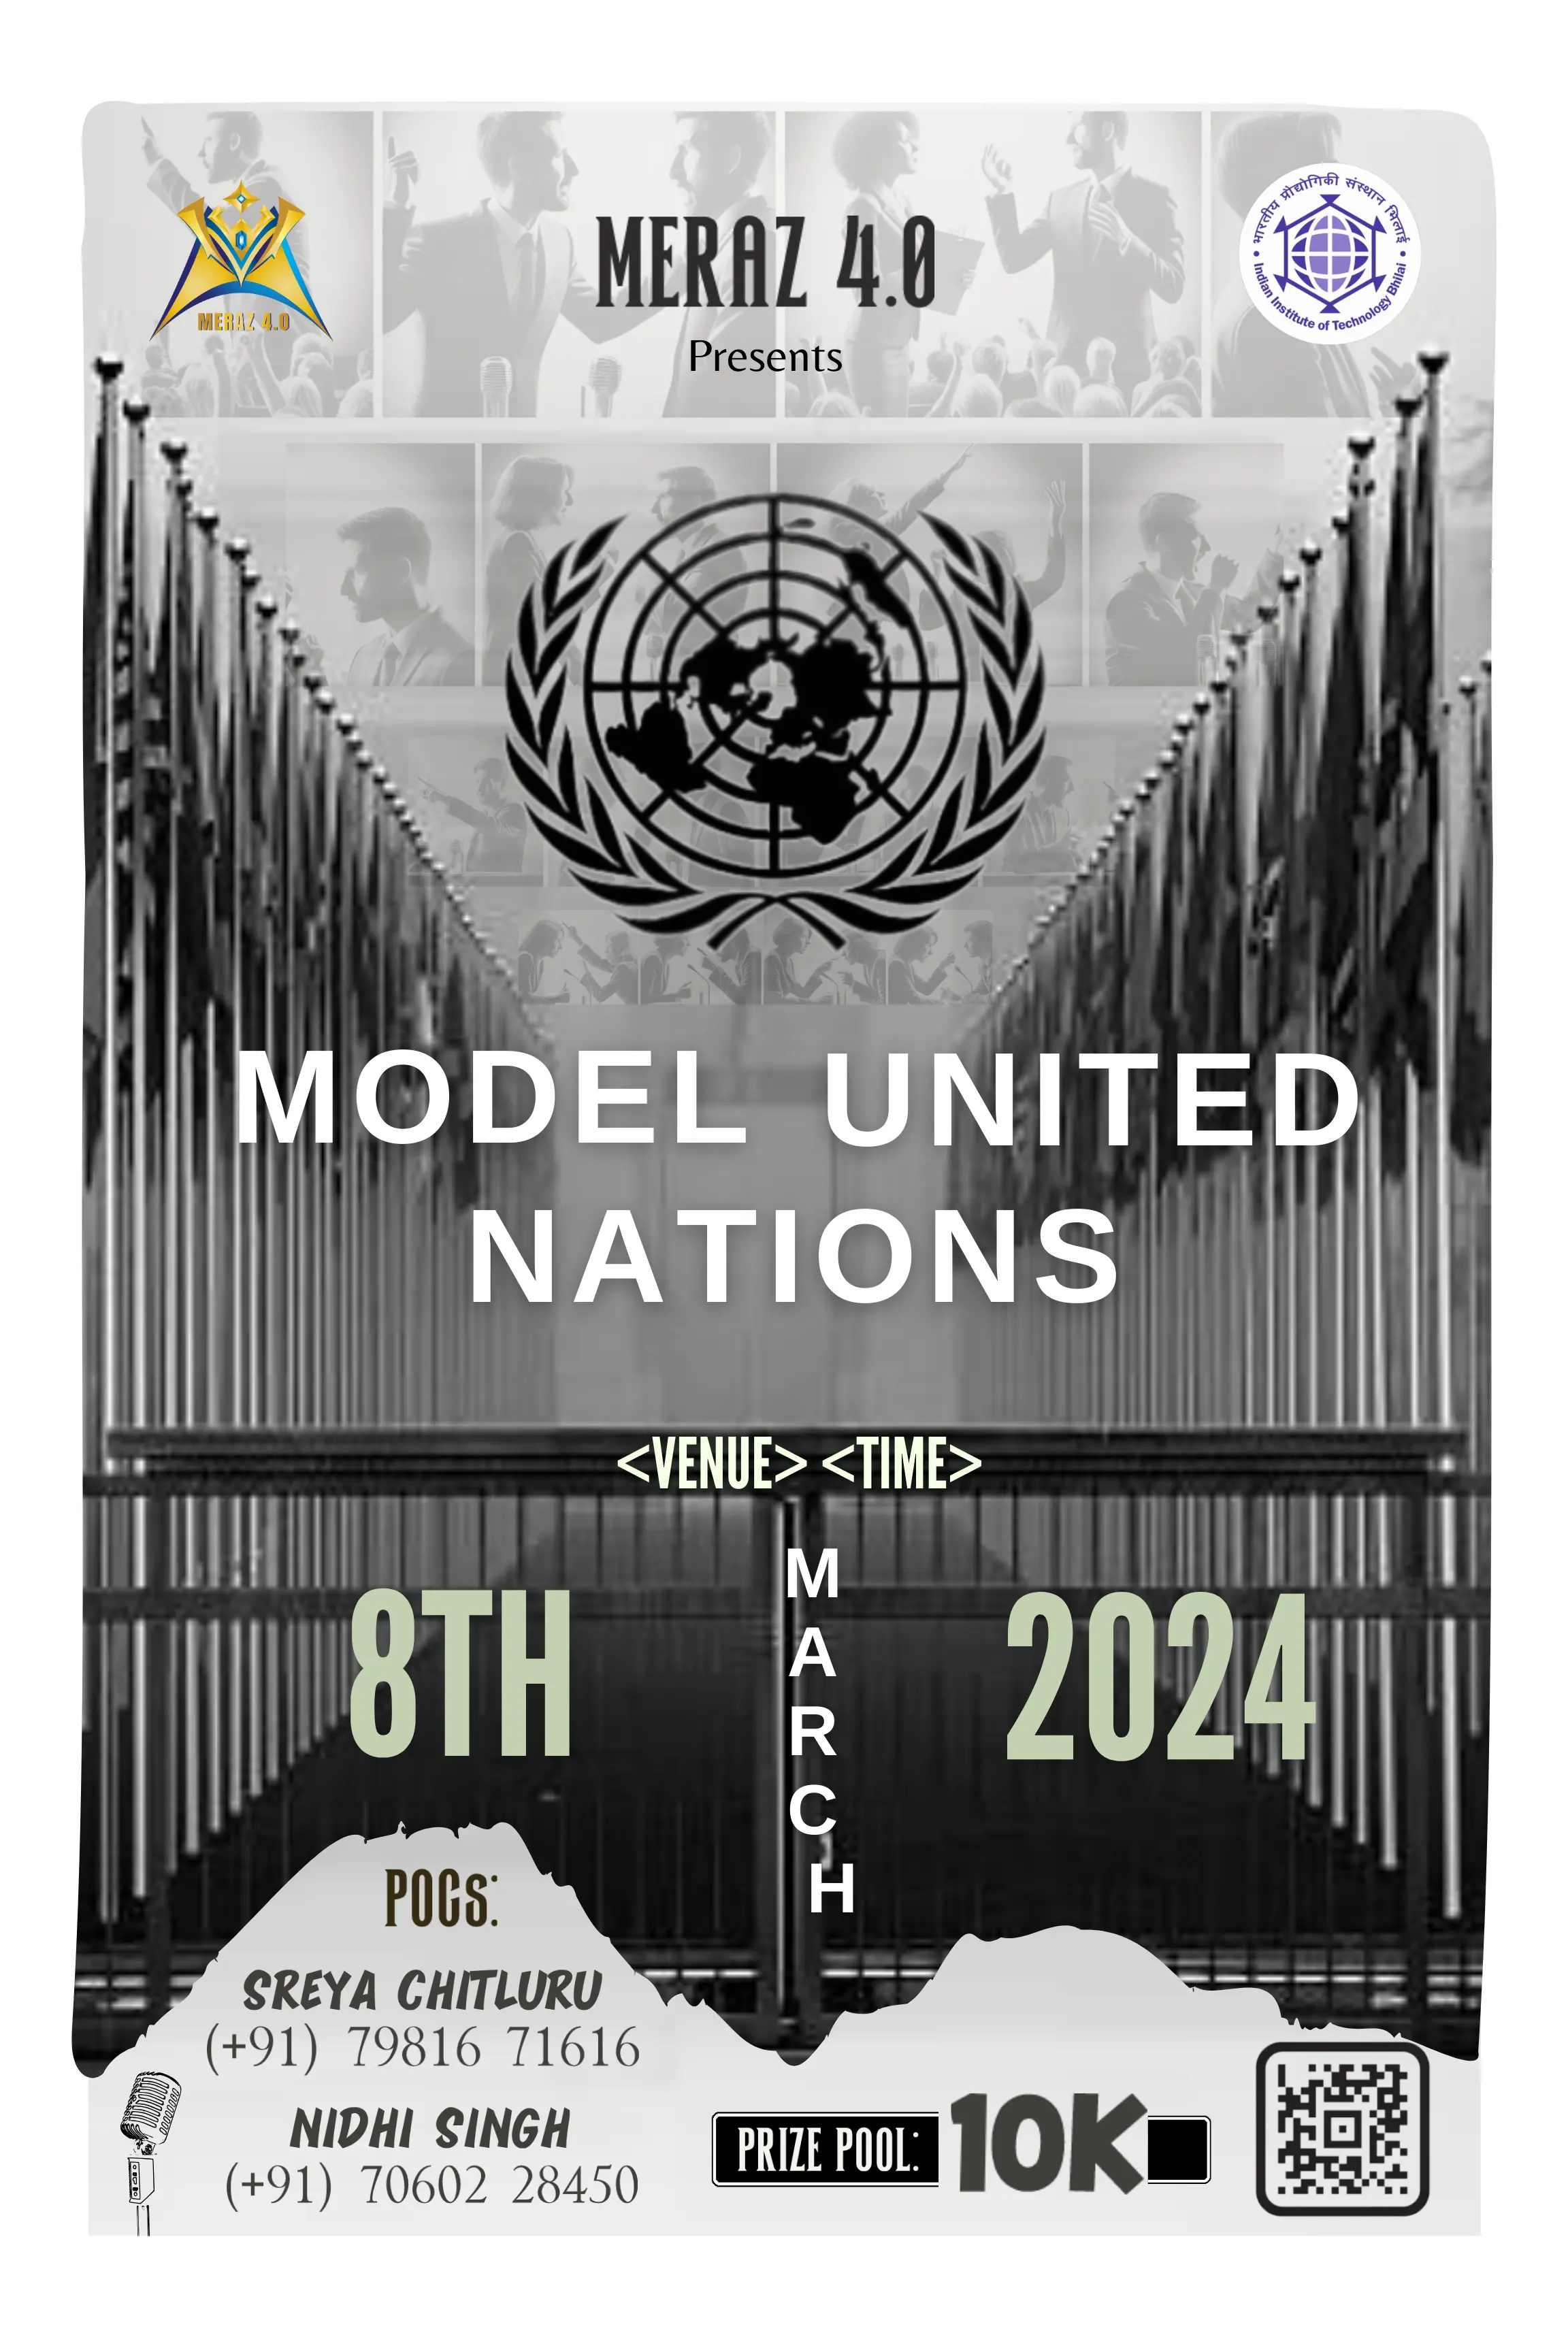 MERAZ 4.0
MERAZ 4.0
Presents
भारतीय प्रौद्योगिकी संस्थान भिलाई
Indian Institute of Technology Bhilai
MODEL UNITED
NATIONS
<VENUE> <TIME>
8TH
MARCH
2024
POCs:
SREYA CHITLURU
(+91) 79816 71616
NIDHI SINGH
(+91) 70602 28450
PRIZE POOL: 10K